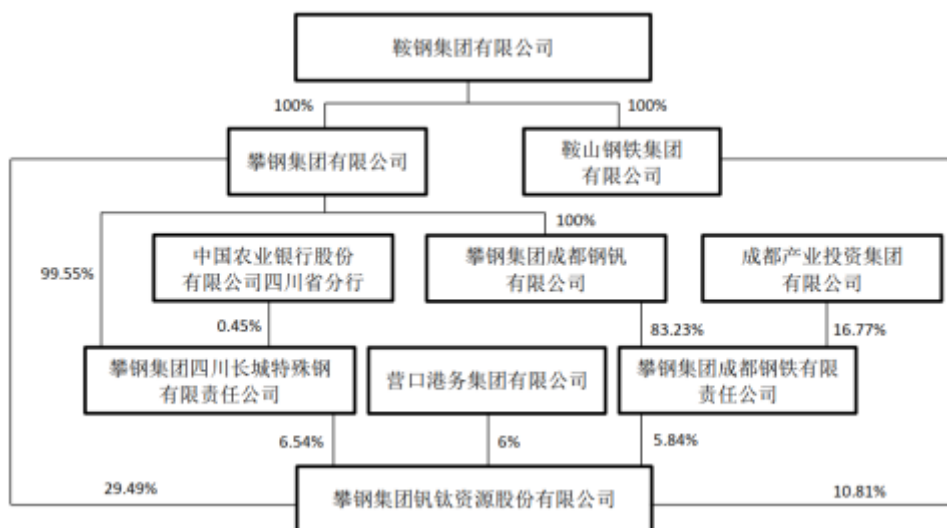 鞍钢集团有限公司
100%
100%
攀钢集团有限公司
鞍山钢铁集团
有限公司
100%
中国农业银行股份
有限公司四川省分行
攀钢集团成都钢钒
有限公司
成都产业投资集团
有限公司
99.55%
0.45%
83.23%
16.77%
攀钢集团四川长城特殊钢
有限责任公司
营口港务集团有限公司
攀钢集团成都钢铁有限
责任公司
6.54%
6%
5.84%
29.49%
攀钢集团钒钛资源股份有限公司
10.81%